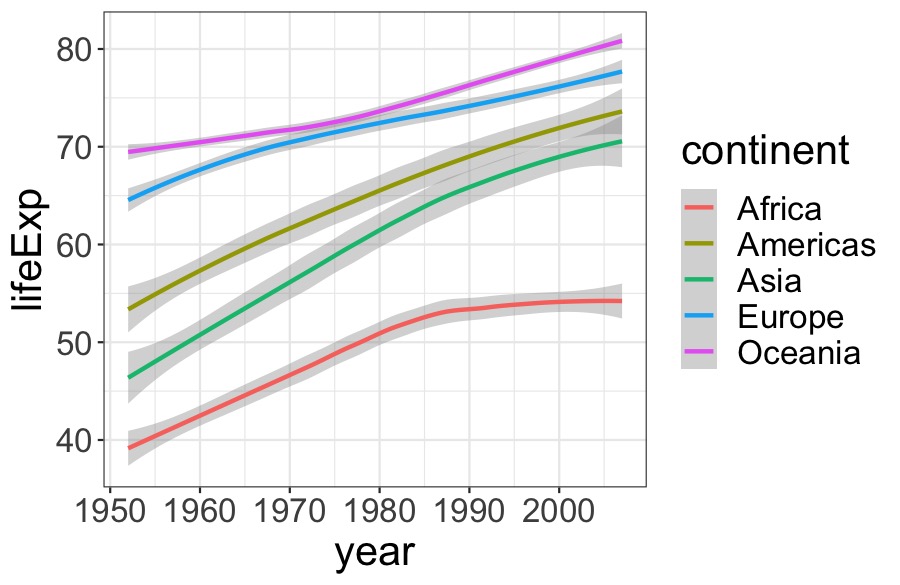 80
70
60
50
40
lifeExp
1950 1960 1970 1980 1990 2000
year
continent
Africa
Americas
Asia
Europe
Oceania